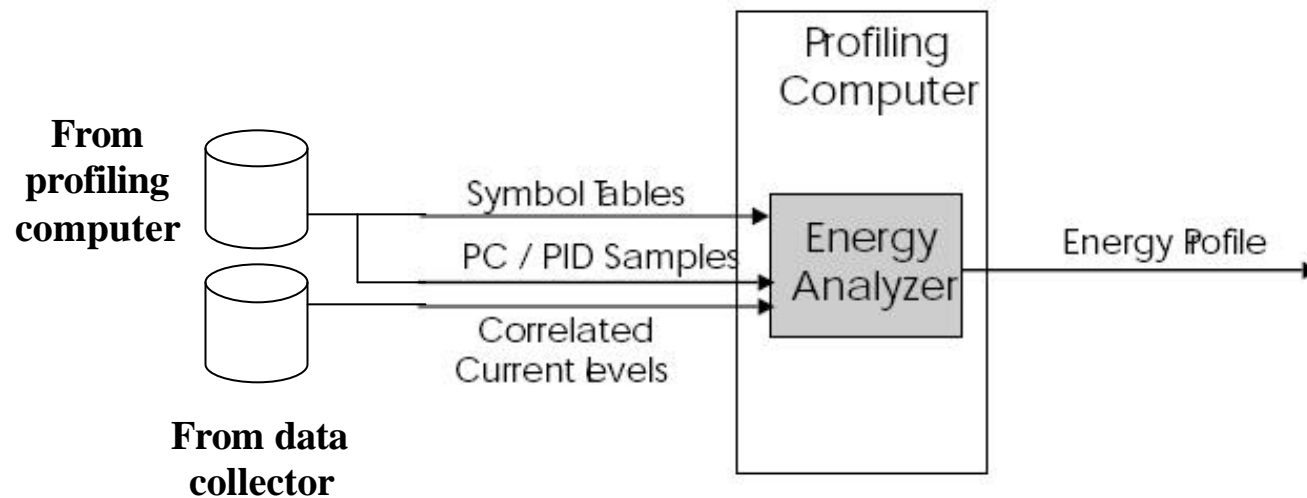 Profiling
Computer
From
profiling
computer
Symbol Tables
PC / PID Samples
Correlated
Current levels
Energy
Analyzer
Energy Profile
From data
collector